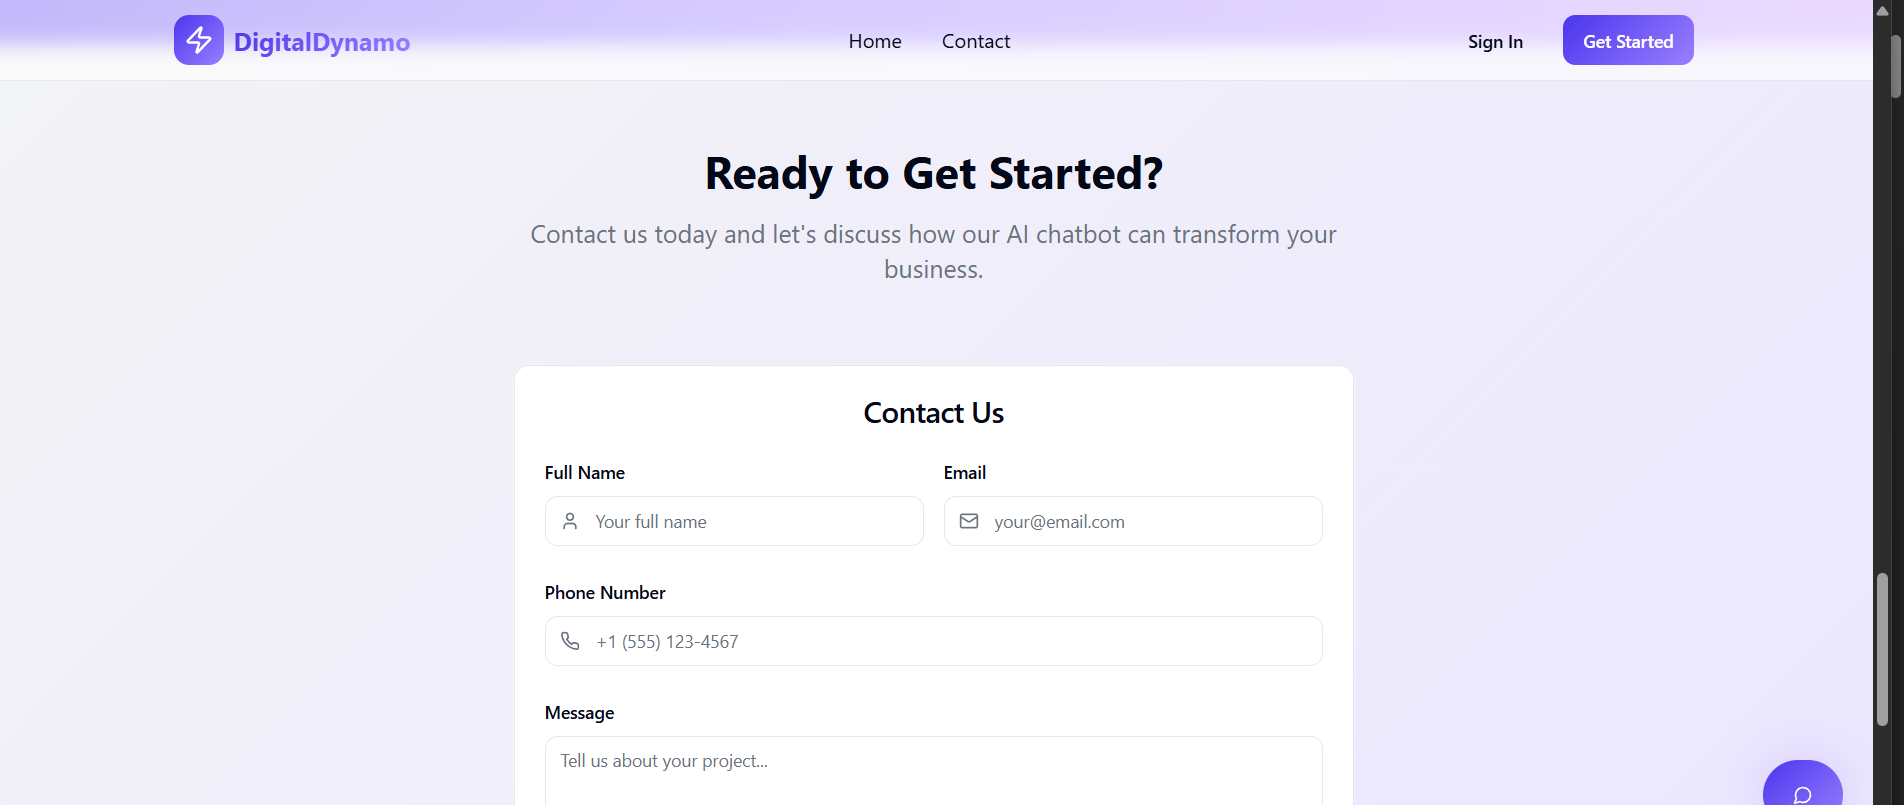 DigitalDynamo
Home
Contact
Sign In
Get Started
Ready to Get Started?
Contact us today and let's discuss how our AI chatbot can transform your
business.
Contact Us
Full Name
Email
Your full name
your@email.com
Phone Number
+1 (555) 123-4567
Message
Tell us about your project...